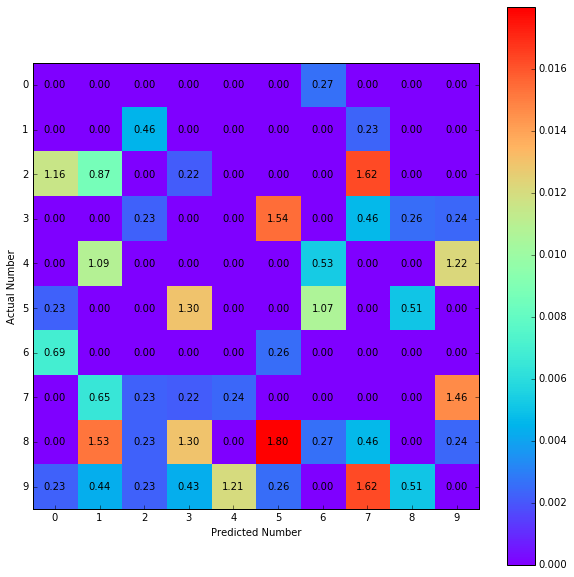 0 0.00 0.00 0.00 0.00 0.00 0.00 0.27 0.00 0.00 0.00
1 0.00 0.00 0.46 0.00 0.00 0.00 0.00 0.23 0.00 0.00
2 1.16 0.87 0.00 0.22 0.00 0.00 0.00 1.62 0.00 0.00
3 0.00 0.00 0.23 0.00 0.00 1.54 0.00 0.46 0.26 0.24
4 0.00 1.09 0.00 0.00 0.00 0.00 0.53 0.00 0.00 1.22
5 0.23 0.00 0.00 1.30 0.00 0.00 1.07 0.00 0.51 0.00
6 0.69 0.00 0.00 0.00 0.00 0.26 0.00 0.00 0.00 0.00
7 0.00 0.65 0.23 0.22 0.24 0.00 0.00 0.00 0.00 1.46
8 0.00 1.53 0.23 1.30 0.00 1.80 0.27 0.46 0.00 0.24
9 0.23 0.44 0.23 0.43 1.21 0.26 0.00 1.62 0.51 0.00
0 1 2 3 4 5 6 7 8 9
Predicted Number
Actual Number
0.016
0.014
0.012
0.010
0.008
0.006
0.004
0.002
0.000